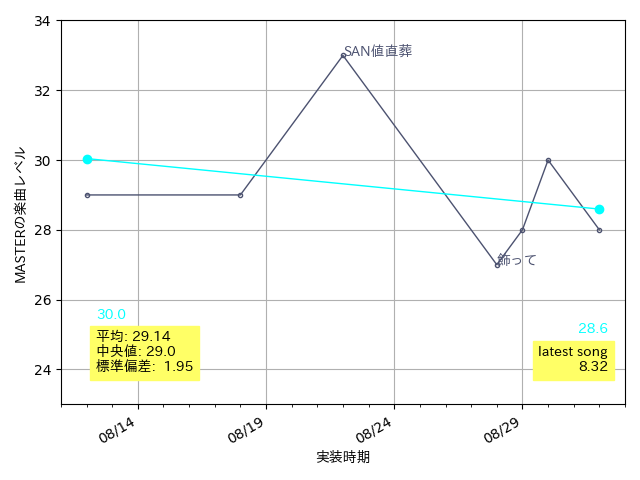 34
32
30
28
26
24
MASTERの楽曲レベル
SAN値直葬
飾って
30.0
平均: 29.14
中央値: 29.0
標準偏差: 1.95
28.6
latest song
8.32
08/14
08/19
08/24
08/29
実装時期